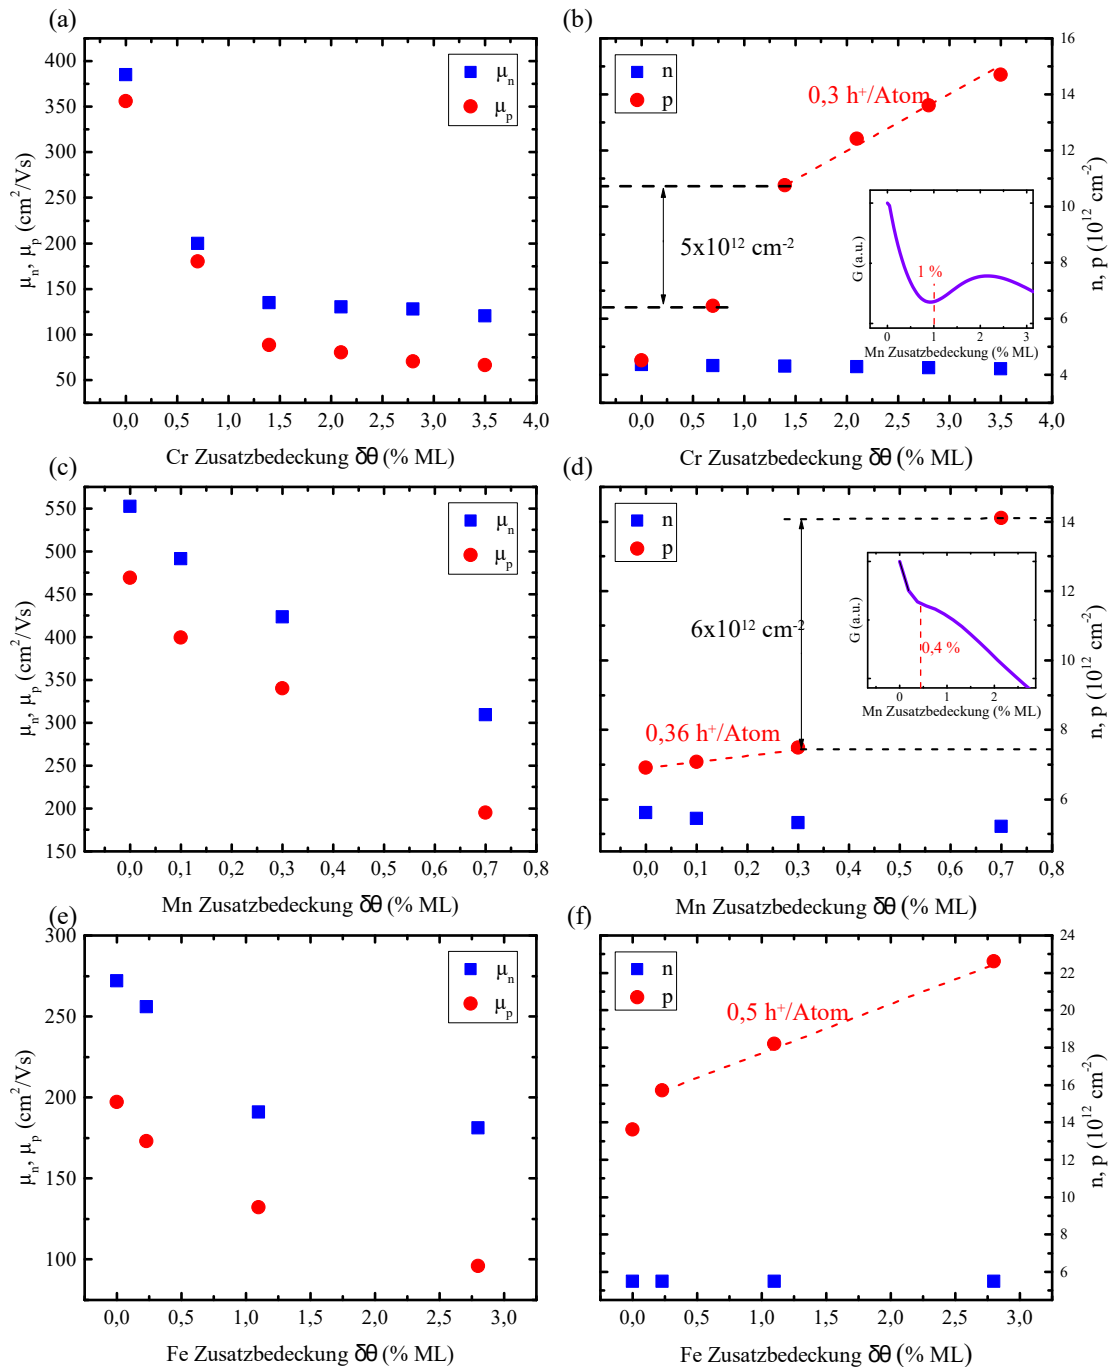 (a)
400
350
300
250
200
150
100
50
μn, μp (cm²/Vs)
μn
μp
0,0 0,5 1,0 1,5 2,0 2,5 3,0 3,5 4,0
Cr Zusatzbedeckung δθ (% ML)
(b)
n
p
0,3 h⁺/Atom
5x10¹² cm⁻²
16
14
12
10
8
6
4
n, p (10¹² cm⁻²)
G (a.u.)
1 %
0 1 2 3
Mn Zusatzbedeckung (% ML)
0,0 0,5 1,0 1,5 2,0 2,5 3,0 3,5 4,0
Cr Zusatzbedeckung δθ (% ML)
(c)
550
500
450
400
350
300
250
200
150
μn, μp (cm²/Vs)
μn
μp
0,0 0,1 0,2 0,3 0,4 0,5 0,6 0,7 0,8
Mn Zusatzbedeckung δθ (% ML)
(d)
n
p
6x10¹² cm⁻²
0,36 h⁺/Atom
14
12
10
8
6
n, p (10¹² cm⁻²)
G (a.u.)
0,4 %
0 1 2
Mn Zusatzbedeckung (% ML)
0,0 0,1 0,2 0,3 0,4 0,5 0,6 0,7 0,8
Mn Zusatzbedeckung δθ (% ML)
(e)
300
250
200
150
100
μn, μp (cm²/Vs)
μn
μp
0,0 0,5 1,0 1,5 2,0 2,5 3,0
Fe Zusatzbedeckung δθ (% ML)
(f)
n
p
0,5 h⁺/Atom
24
22
20
18
16
14
12
10
8
6
n, p (10¹² cm⁻²)
0,0 0,5 1,0 1,5 2,0 2,5 3,0
Fe Zusatzbedeckung δθ (% ML)